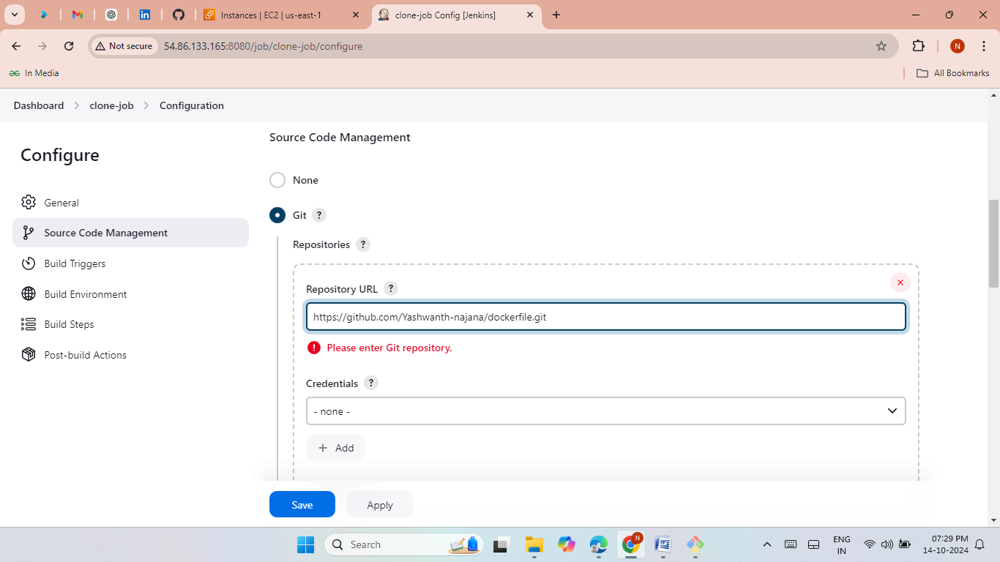 Instances | EC2 | us-east-1
clone-job Config [Jenkins]
Not secure
54.86.133.165:8080/job/clone-job/configure
N
In Media
All Bookmarks
Dashboard
clone-job
Configuration
Configure
General
Source Code Management
Build Triggers
Build Environment
Build Steps
Post-build Actions
Source Code Management
None
Git ?
Repositories ?
Repository URL ?
https://github.com/Yashwanth-najana/dockerfile.git
! Please enter Git repository.
Credentials ?
- none -
+ Add
Save
Apply
Search
N
ENG
IN
07:29 PM
14-10-2024